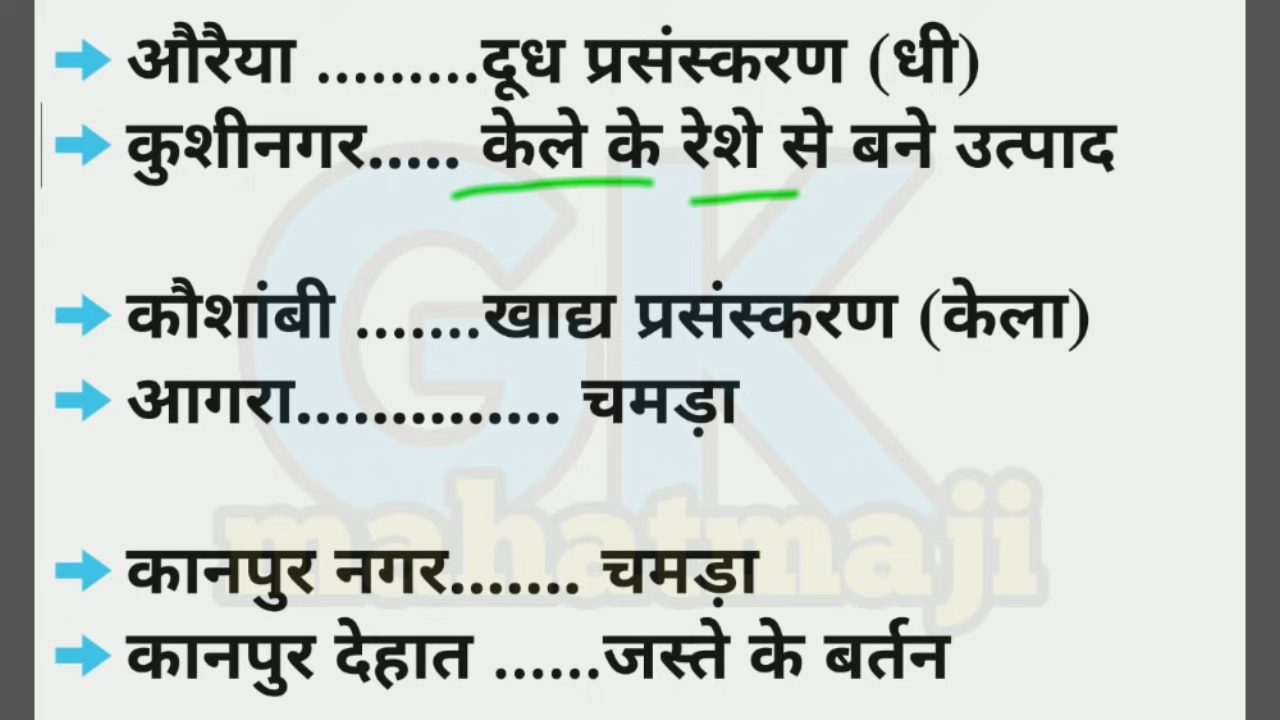 औरैया .........दूध प्रसंस्करण (धी)
कुशीनगर..... केले के रेशे से बने उत्पाद
कौशांबी .......खाद्य प्रसंस्करण (केला)
आगरा.............. चमड़ा
कानपुर नगर....... चमड़ा
कानपुर देहात ......जस्ते के बर्तन
GK
mahatmaji